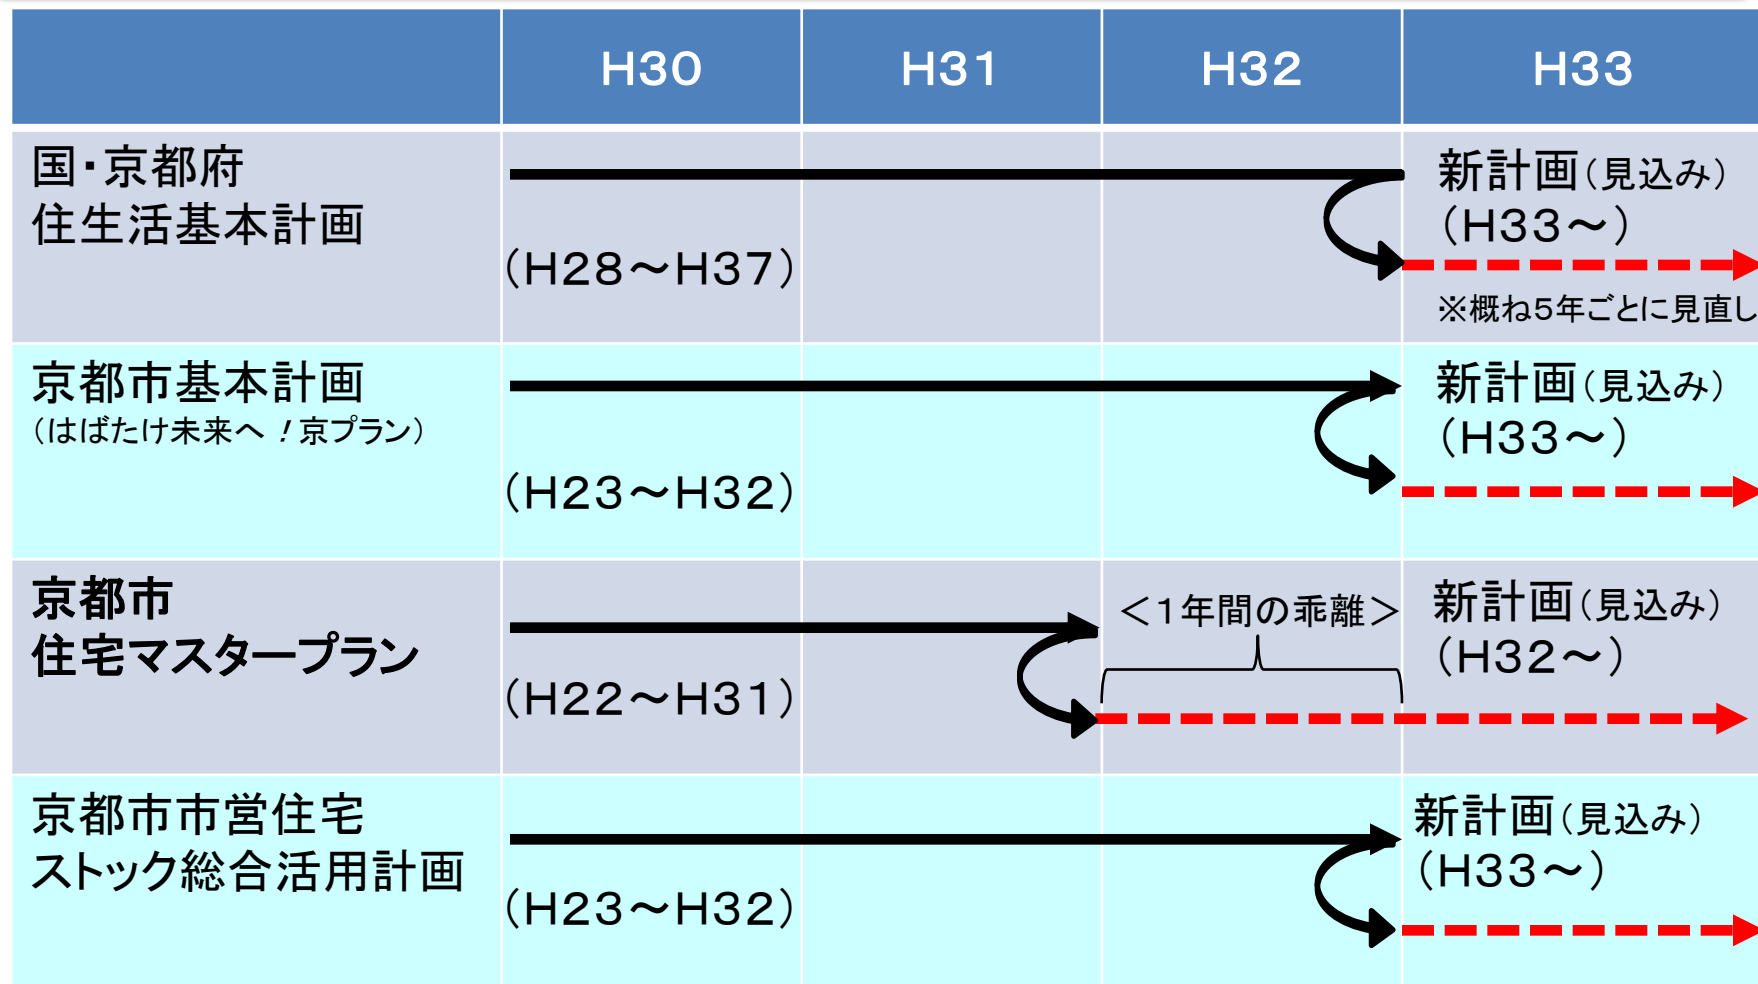 H30 H31 H32 H33
国・京都府
住生活基本計画
(H28~H37)
新計画(見込み)
(H33~)
※概ね5年ごとに見直し
京都市基本計画
(はばたけ未来へ!京プラン)
(H23~H32)
新計画(見込み)
(H33~)
京都市
住宅マスタープラン
(H22~H31)
<1年間の乖離>
新計画(見込み)
(H32~)
京都市市営住宅
ストック総合活用計画
(H23~H32)
新計画(見込み)
(H33~)